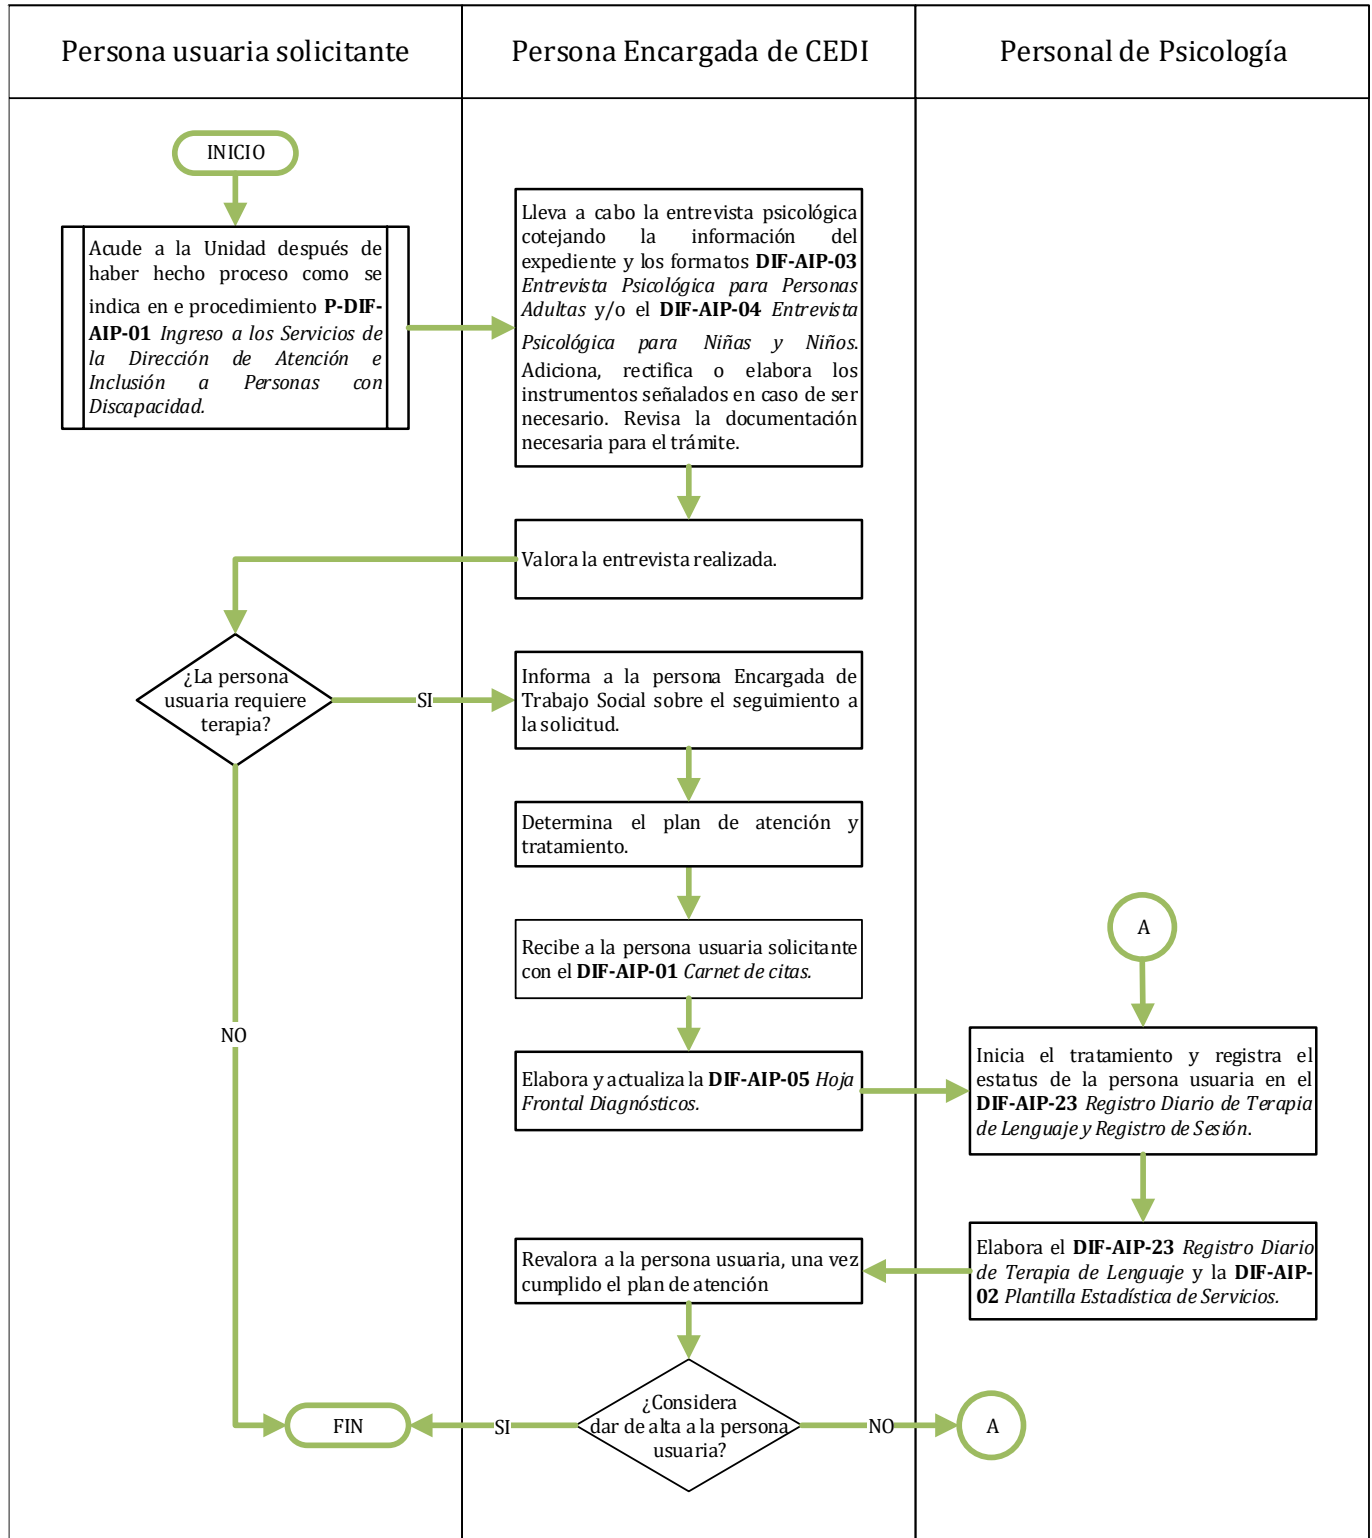 Persona usuaria solicitante
Persona Encargada de CEDI
Personal de Psicología
INICIO
Acude a la Unidad después de
haber hecho proceso como se
indica en e procedimiento P-DIF-
AIP-01 Ingreso a los Servicios de
la Dirección de Atención e
Inclusión a Personas con
Discapacidad.
Lleva a cabo la entrevista psicológica
cotejando la información del
expediente y los formatos DIF-AIP-03
Entrevista Psicológica para Personas
Adultas y/o el DIF-AIP-04 Entrevista
Psicológica para Niñas y Niños.
Adiciona, rectifica o elabora los
instrumentos señalados en caso de ser
necesario. Revisa la documentación
necesaria para el trámite.
Valora la entrevista realizada.
¿La persona
usuaria requiere
terapia?
SI
Informa a la persona Encargada de
Trabajo Social sobre el seguimiento a
la solicitud.
Determina el plan de atención y
tratamiento.
Recibe a la persona usuaria solicitante
con el DIF-AIP-01 Carnet de citas.
A
NO
Elabora y actualiza la DIF-AIP-05 Hoja
Frontal Diagnósticos.
Inicia el tratamiento y registra el
estatus de la persona usuaria en el
DIF-AIP-23 Registro Diario de Terapia
de Lenguaje y Registro de Sesión.
Elabora el DIF-AIP-23 Registro Diario
de Terapia de Lenguaje y la DIF-AIP-
02 Plantilla Estadística de Servicios.
Revalora a la persona usuaria, una vez
cumplido el plan de atención
¿Considera
dar de alta a la persona
usuaria?
SI
FIN
NO
A